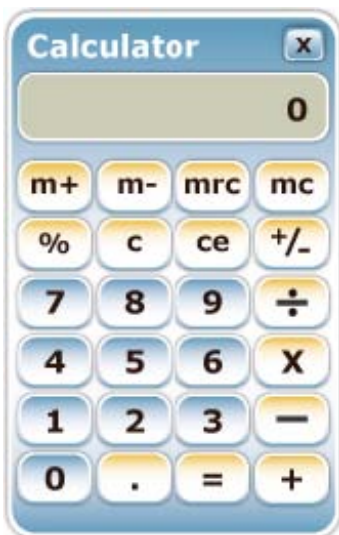 Calculator x
0
m+ m- mrc mc
% c ce +/-
7 8 9 ÷
4 5 6 x
1 2 3 −
0 . = +